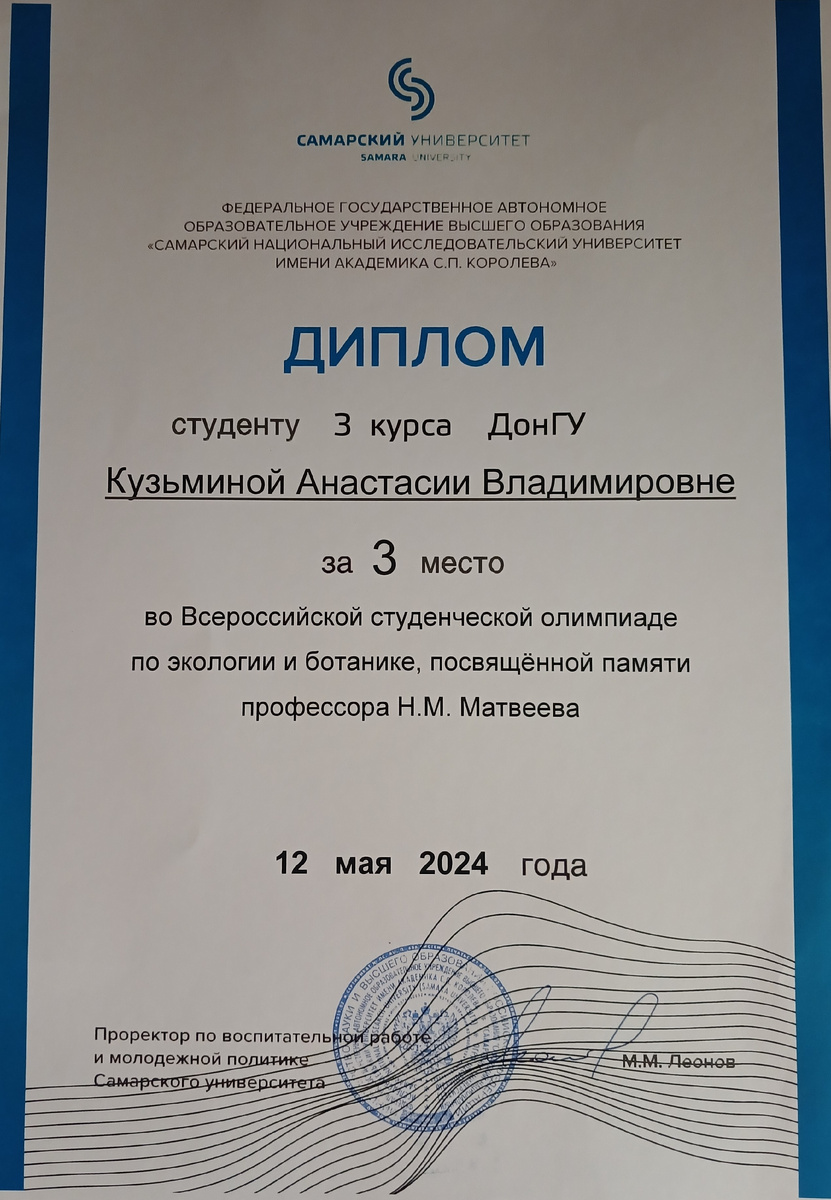 САМАРСКИЙ УНИВЕРСИТЕТ
SAMARA UNIVERSITY
ФЕДЕРАЛЬНОЕ ГОСУДАРСТВЕННОЕ АВТОНОМНОЕ
ОБРАЗОВАТЕЛЬНОЕ УЧРЕЖДЕНИЕ ВЫСШЕГО ОБРАЗОВАНИЯ
«САМАРСКИЙ НАЦИОНАЛЬНЫЙ ИССЛЕДОВАТЕЛЬСКИЙ УНИВЕРСИТЕТ
ИМЕНИ АКАДЕМИКА С.П. КОРОЛЕВА»
ДИПЛОМ
студенту 3 курса ДонГУ
Кузьминой Анастасии Владимировне
за 3 место
во Всероссийской студенческой олимпиаде
по экологии и ботанике, посвящённой памяти
профессора Н.М. Матвеева
12 мая 2024 года
Проректор по воспитательной работе
и молодежной политике
Самарского университета
М.М. Леонов